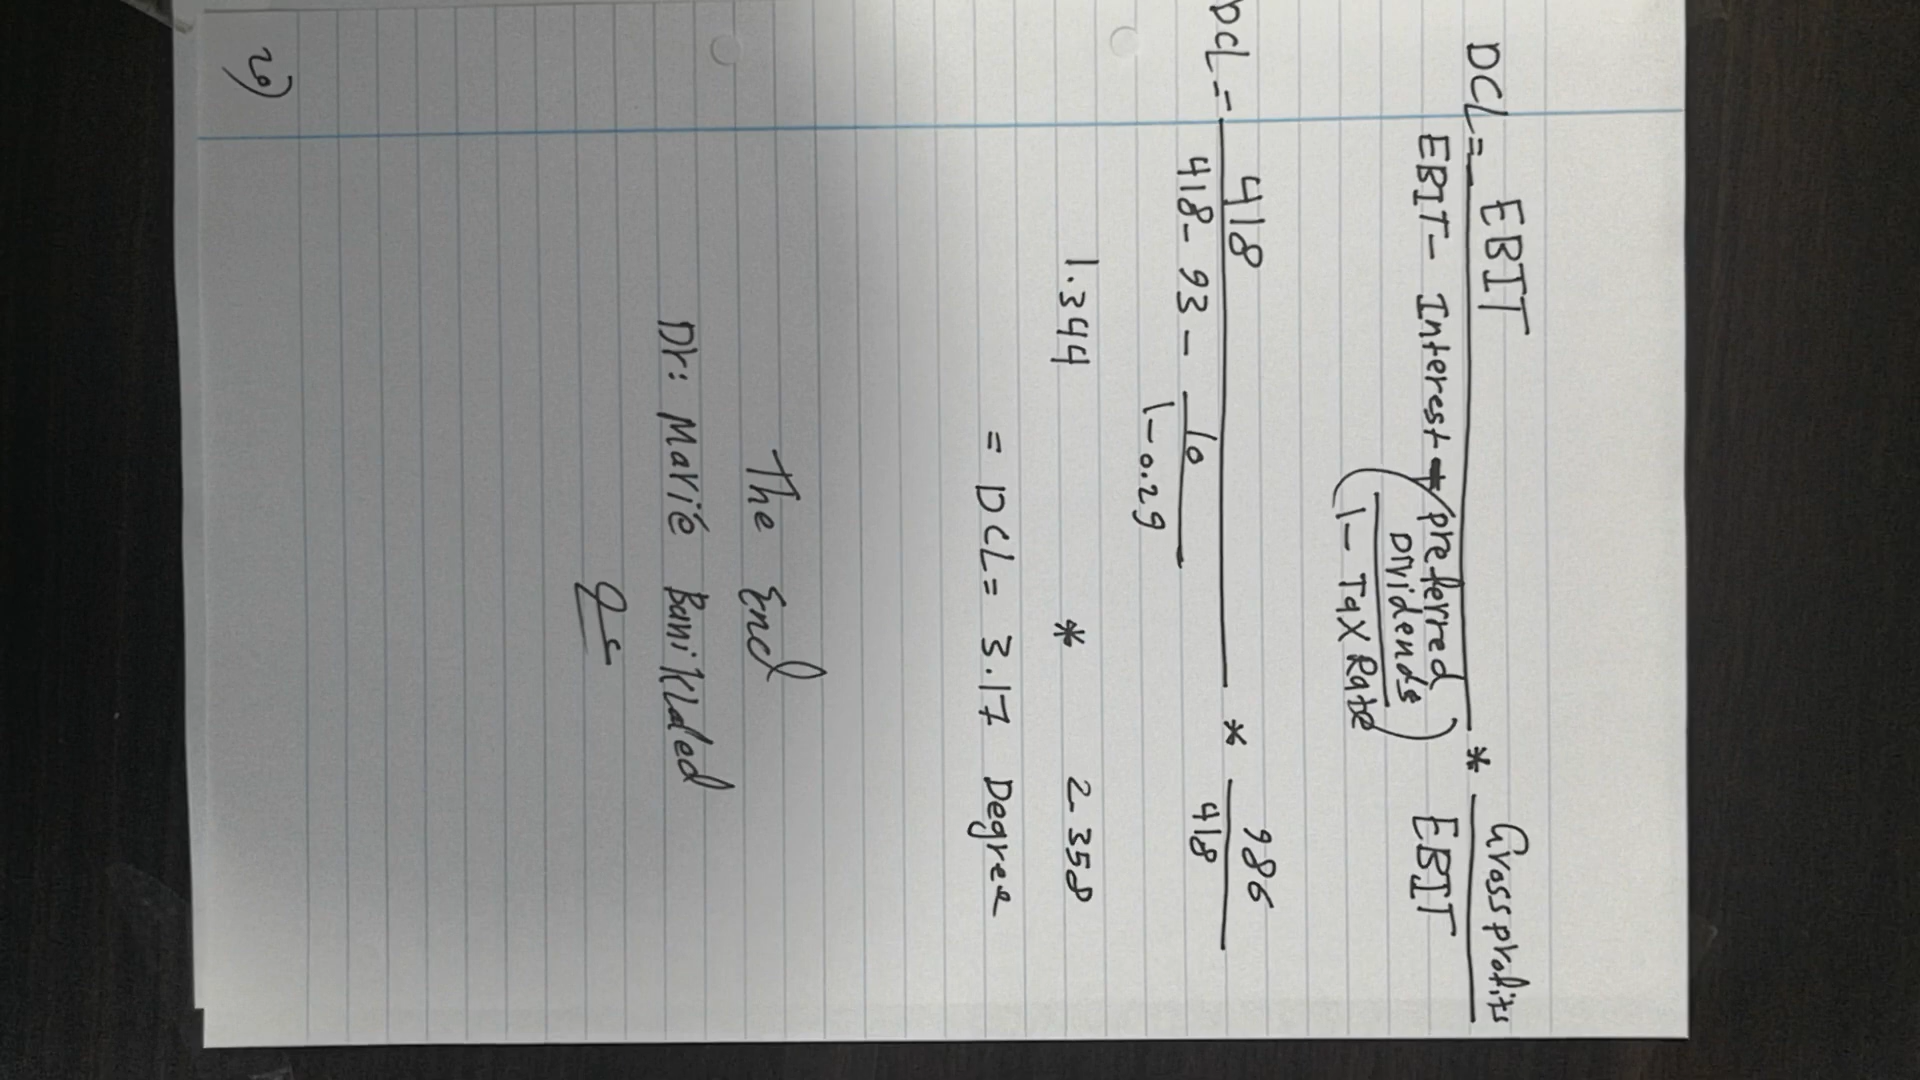 DCL = EBIT / EBIT - Interest - (preferred Dividends / 1 - Tax Rate) * Gross profits / EBIT
DCL = 418 / 418 - 93 - 10 / 1 - 0.29 * 986 / 418
1.344 * 2.358
= DCL = 3.17 Degree
The End
Dr: Marie Bani Khaled